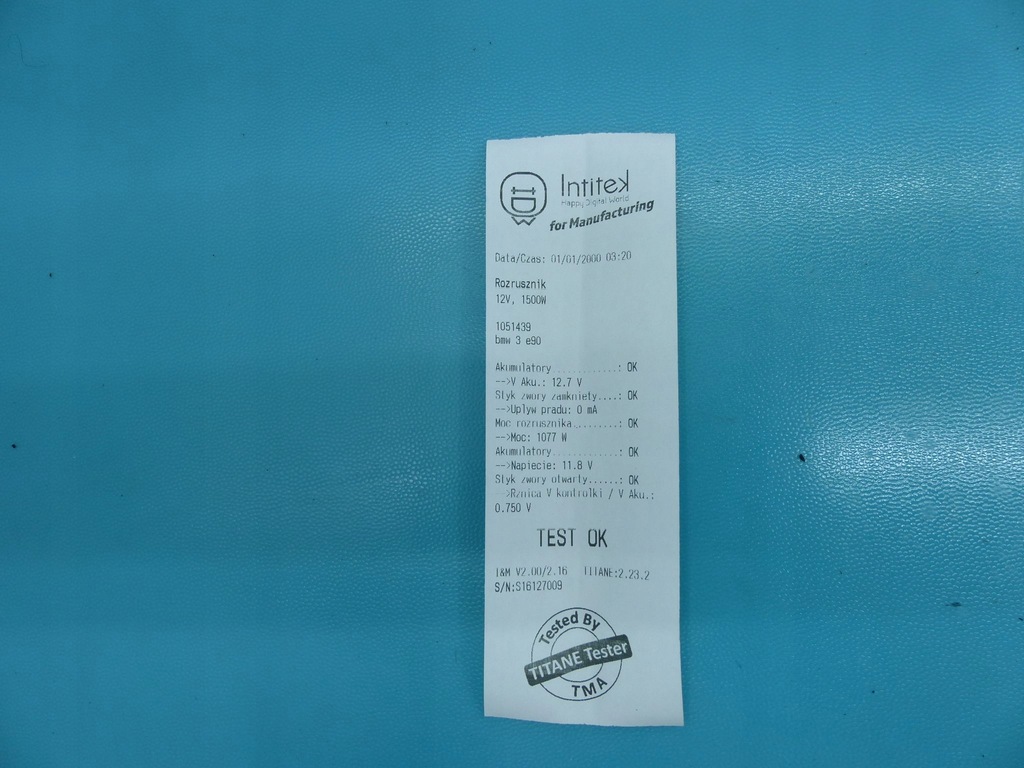 Intitek
Happy Digital World
for Manufacturing
Data/Czas: 01/01/2000 03:20
Rozrusznik
12V, 1500W
1051439
bmw 3 e90
Akumulatory...........: OK
-->V Aku.: 12.7 V
Styk zwory zamkniety....: OK
-->Uplyw pradu: 0 mA
Moc rozrusznika.........: OK
-->Moc: 1077 W
Akumulatory...........: OK
-->Napiecie: 11.8 V
Styk zwory otwarty......: OK
-->Rznica V kontrolki / V Aku.:
0.750 V
TEST OK
I&M V2.00/2.16 TITANE:2.23.2
S/N:S16127009
Tested By
TITANE Tester
TMA